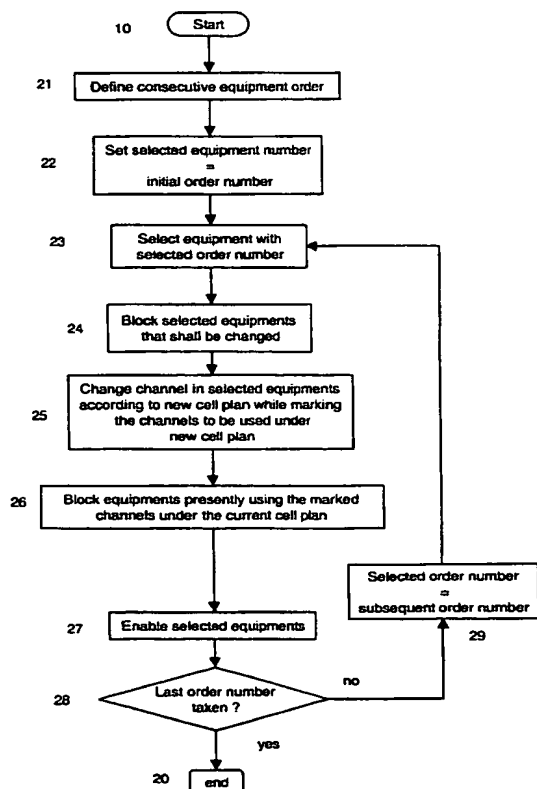 10
Start
21
Define consecutive equipment order
22
Set selected equipment number
=
initial order number
23
Select equipment with
selected order number
24
Block selected equipments
that shall be changed
25
Change channel in selected equipments
according to new cell plan while marking
the channels to be used under
new cell plan
26
Block equipments presently using the marked
channels under the current cell plan
Selected order number
=
subsequent order number
29
27
Enable selected equipments
28
Last order number
taken ?
no
yes
20
end